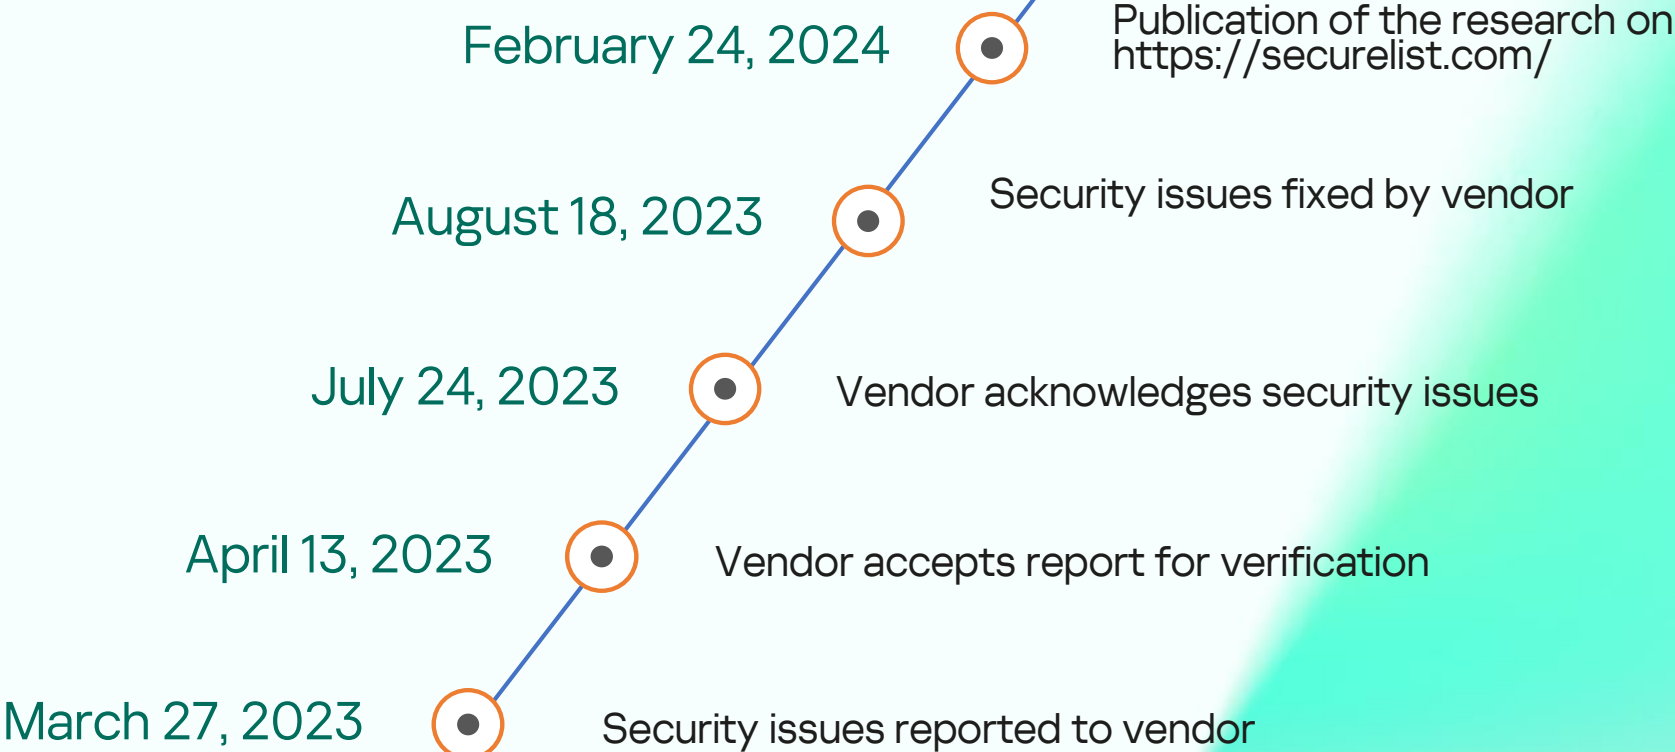 February 24, 2024
Publication of the research on
https://securelist.com/
August 18, 2023
Security issues fixed by vendor
July 24, 2023
Vendor acknowledges security issues
April 13, 2023
Vendor accepts report for verification
March 27, 2023
Security issues reported to vendor